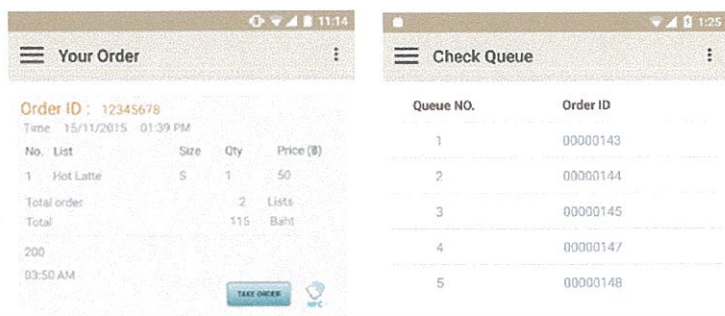 11:14
Your Order
Order ID : 12345678
Time 15/11/2015 01:39 PM
No. List Size Qty Price (฿)
1 Hot Latte S 1 50
Total order 2 Lists
Total 115 Baht
200
03:50 AM
TAKE ORDER
NFC
1:25
Check Queue
Queue NO. Order ID
1 00000143
2 00000144
3 00000145
4 00000147
5 00000148